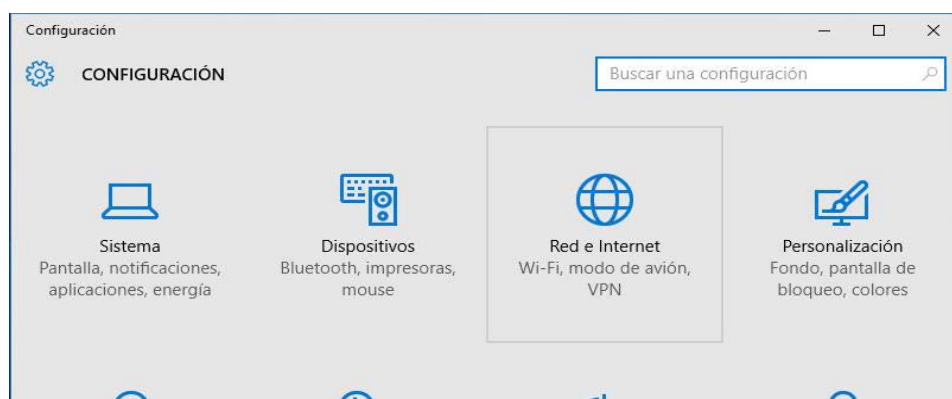 Configuración
CONFIGURACIÓN
Buscar una configuración
Sistema
Pantalla, notificaciones,
aplicaciones, energía
Dispositivos
Bluetooth, impresoras,
mouse
Red e Internet
Wi-Fi, modo de avión,
VPN
Personalización
Fondo, pantalla de
bloqueo, colores